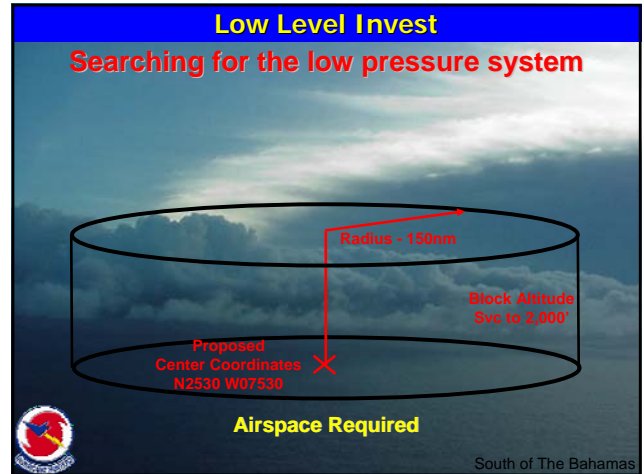 Low Level Invest
Searching for the low pressure system
Radius - 150nm
Block Altitude
Svc to 2,000'
Proposed
Center Coordinates
N2530 W07530
Airspace Required
South of The Bahamas